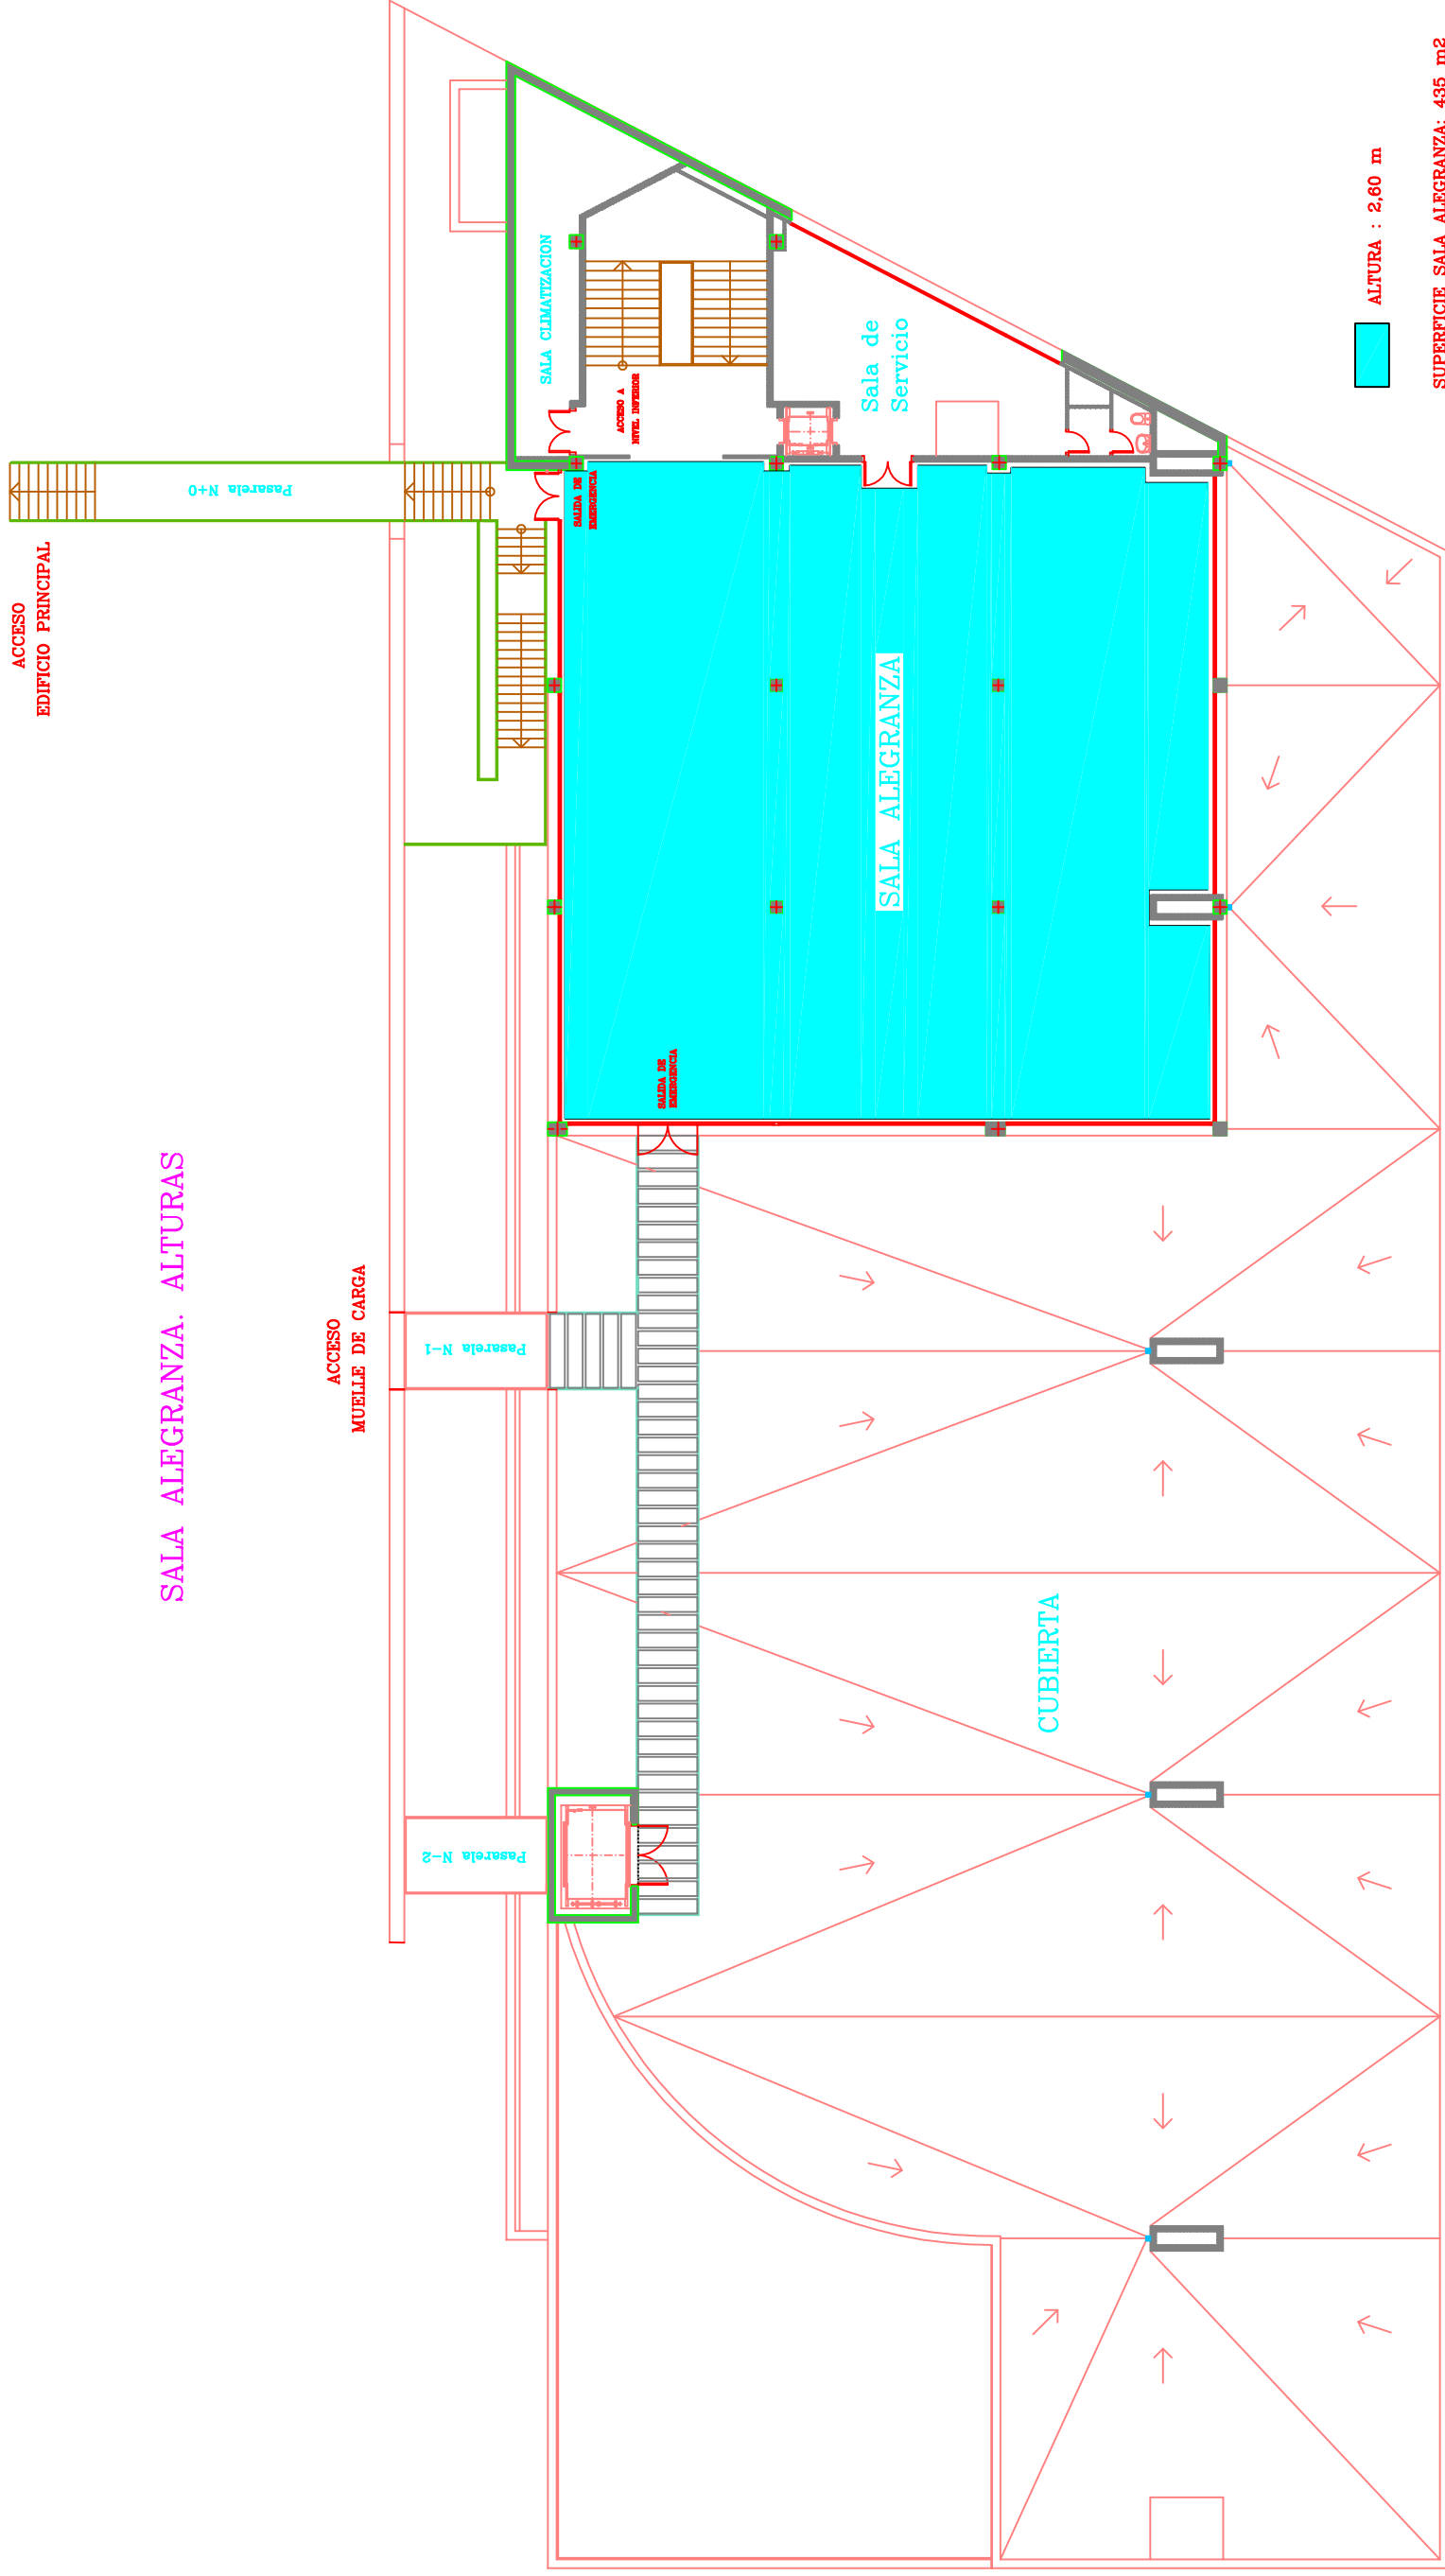 SALA ALEGRANZA. ALTURAS
ACCESO
EDIFICIO PRINCIPAL
Pasarela N+0
ACCESO
MUELLE DE CARGA
Pasarela N-1
Pasarela N-2
SALA CLIMATIZACION
ACCESO A
NIVEL INFERIOR
SALIDA DE
EMERGENCIA
Sala de
Servicio
SALA ALEGRANZA
SALIDA DE
EMERGENCIA
CUBIERTA
ALTURA : 2,60 m
SUPERFICIE SALA ALEGRANZA: 435 m2